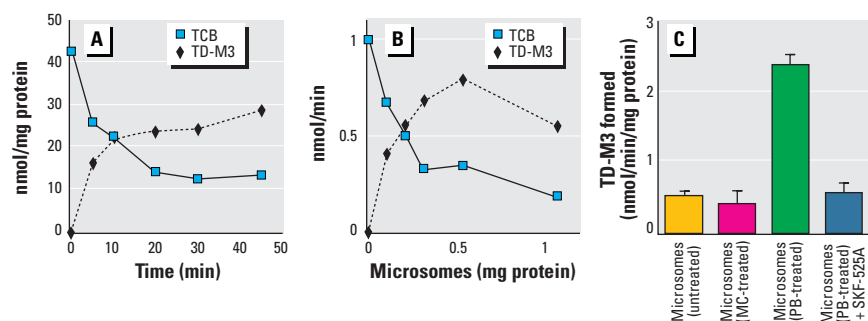 A
TCB
TD-M3
nmol/mg protein
50
40
30
20
10
0
0
10
20
30
40
50
Time (min)
B
TCB
TD-M3
nmol/min
1
0.5
0
0
0.5
1
Microsomes (mg protein)
C
TD-M3 formed
(nmol/min/mg protein)
3
2
1
0
Microsomes
(untreated)
Microsomes
(MC-treated)
Microsomes
(PB-treated)
Microsomes
(PB-treated)
+ SKF-525A